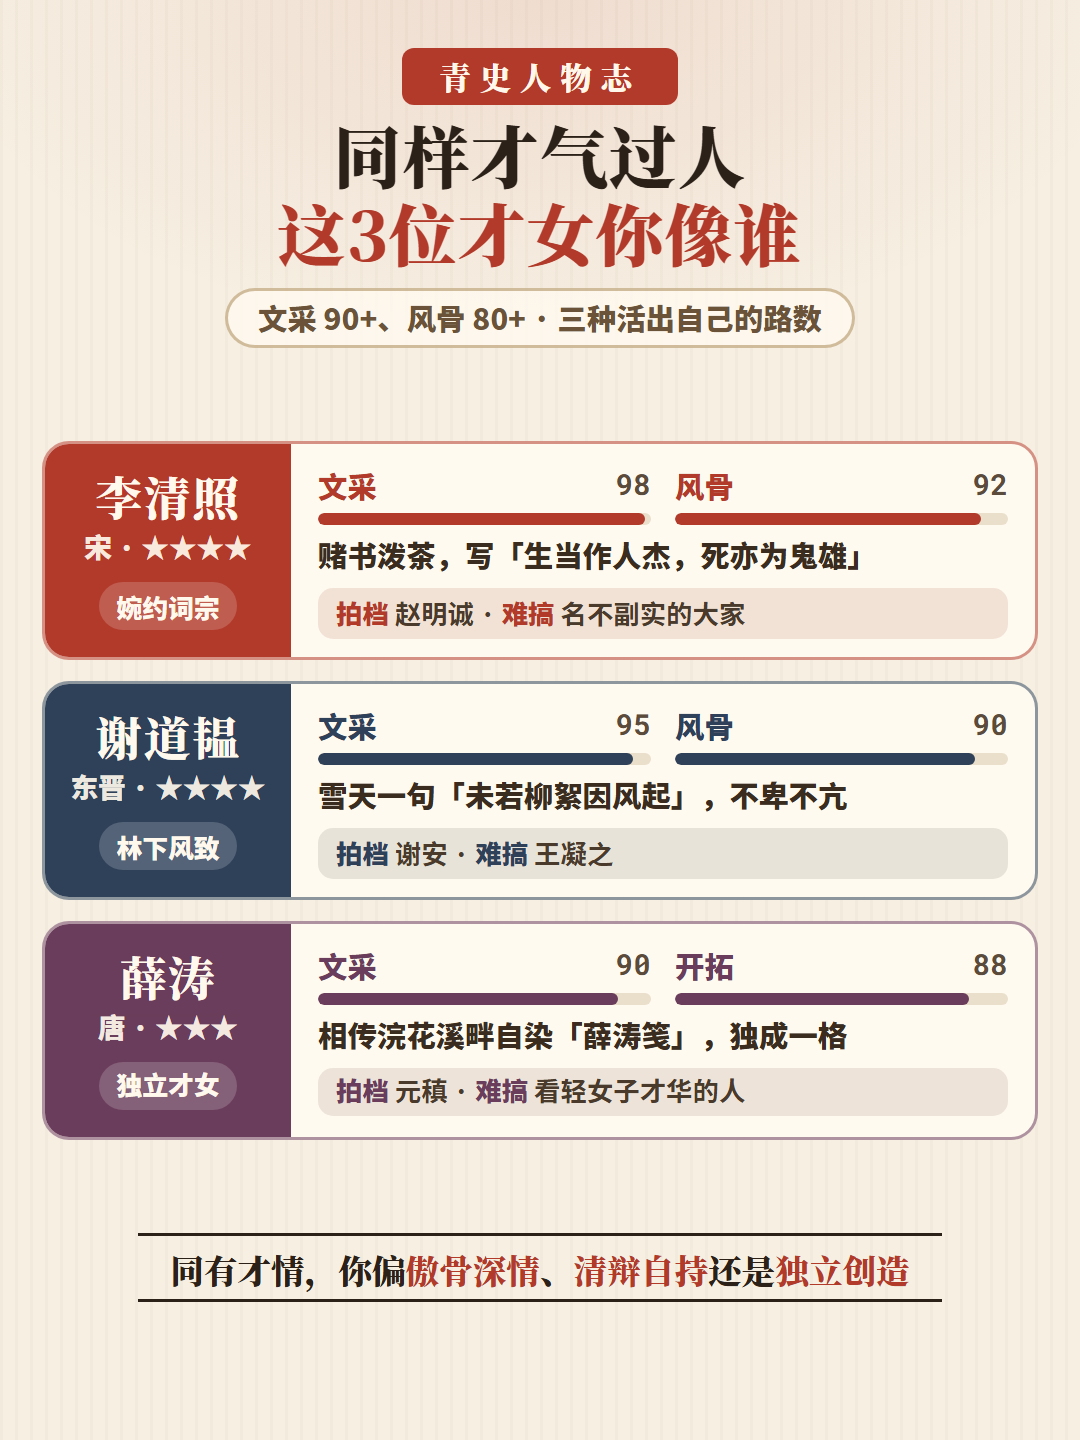 青史人物志
同样才气过人
这3位才女你像谁
文采 90+、风骨 80+ · 三种活出自己的路数
李清照
宋 · ★★★★
婉约词宗
文采 98 风骨 92
赌书泼茶，写「生当作人杰，死亦为鬼雄」
拍档 赵明诚 · 难搞 名不副实的大家
谢道韫
东晋 · ★★★★
林下风致
文采 95 风骨 90
雪天一句「未若柳絮因风起」，不卑不亢
拍档 谢安 · 难搞 王凝之
薛涛
唐 · ★★★
独立才女
文采 90 开拓 88
相传浣花溪畔自染「薛涛笺」，独成一格
拍档 元稹 · 难搞 看轻女子才华的人
同有才情，你偏傲骨深情、清辩自持还是独立创造